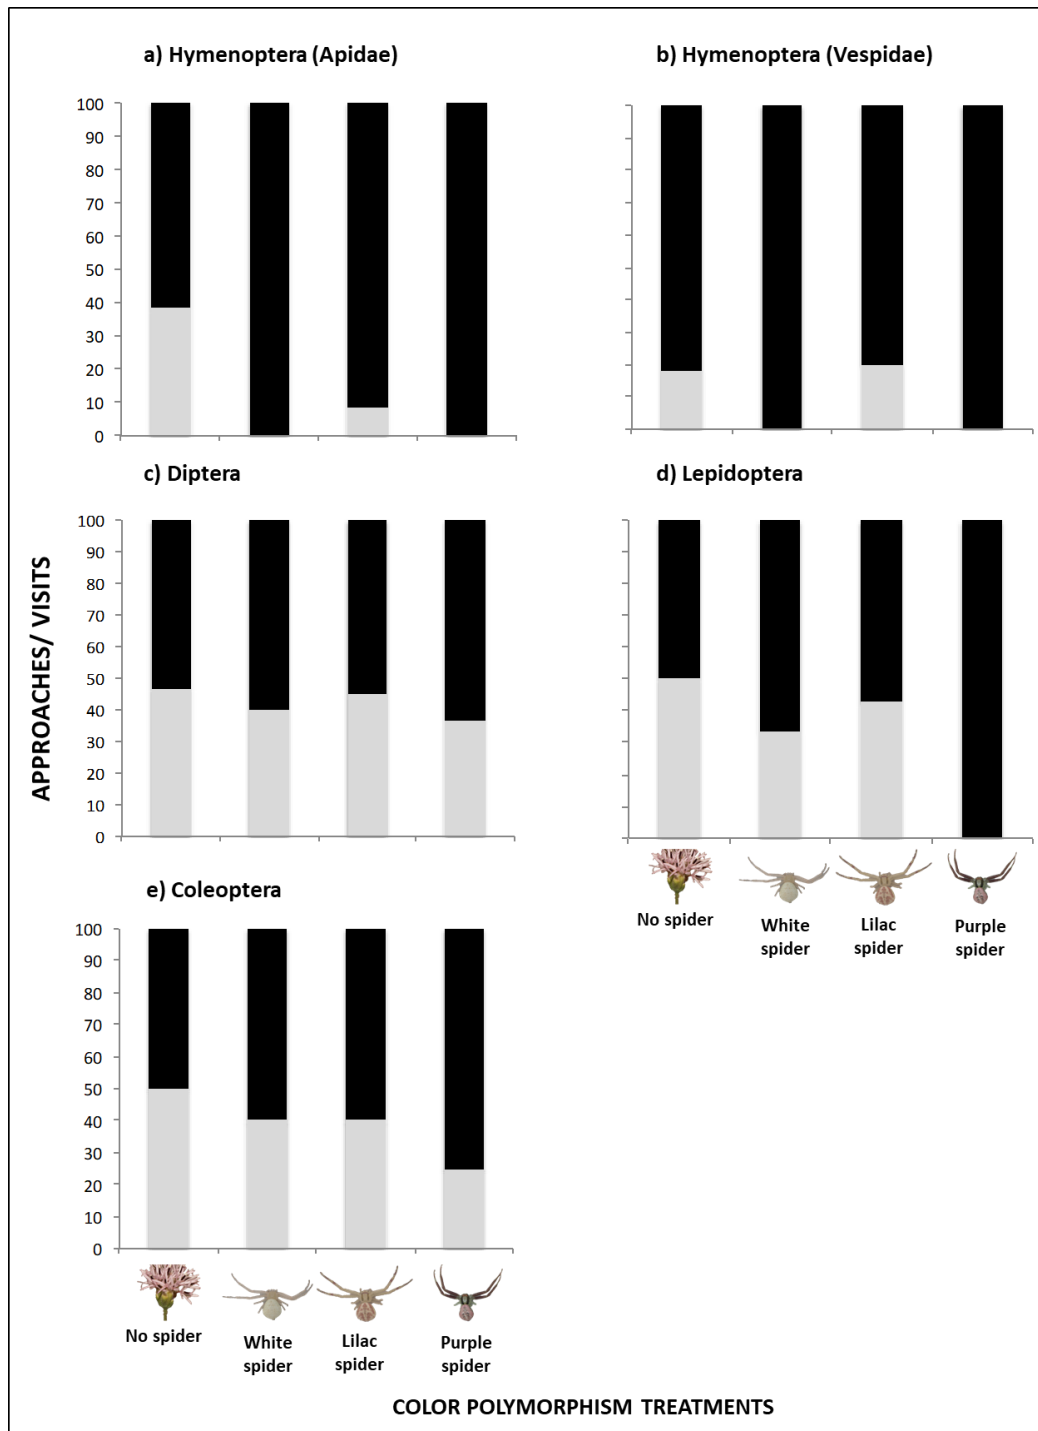 a) Hymenoptera (Apidae)
100
90
80
70
60
50
40
30
20
10
0
b) Hymenoptera (Vespidae)
c) Diptera
100
90
80
70
60
50
40
30
20
10
0
d) Lepidoptera
No spider
White
spider
Lilac
spider
Purple
spider
e) Coleoptera
100
90
80
70
60
50
40
30
20
10
0
No spider
White
spider
Lilac
spider
Purple
spider
APPROACHES/ VISITS
COLOR POLYMORPHISM TREATMENTS